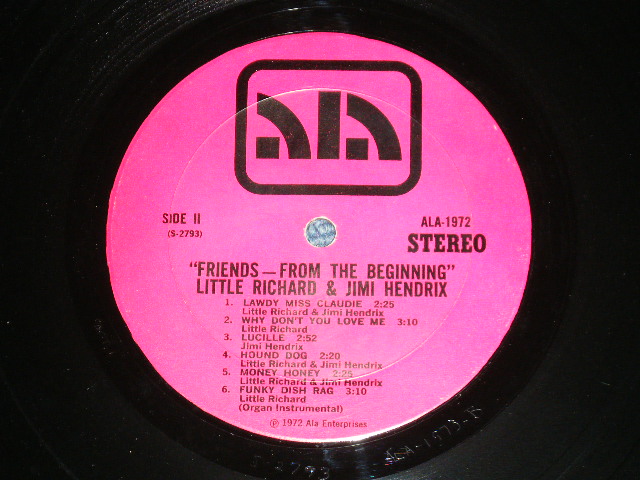 ala
SIDE II
(S-2793)
ALA-1972
STEREO
"FRIENDS—FROM THE BEGINNING"
LITTLE RICHARD & JIMI HENDRIX
1. LAWDY MISS CLAUDIE 2:25
Little Richard & Jimi Hendrix
2. WHY DON'T YOU LOVE ME 3:10
Little Richard
3. LUCILLE 2:52
Jimi Hendrix
4. HOUND DOG 2:20
Little Richard & Jimi Hendrix
5. MONEY HONEY 2:25
Little Richard & Jimi Hendrix
6. FUNKY DISH RAG 3:10
Little Richard
(Organ Instrumental)
℗ 1972 Ala Enterprises